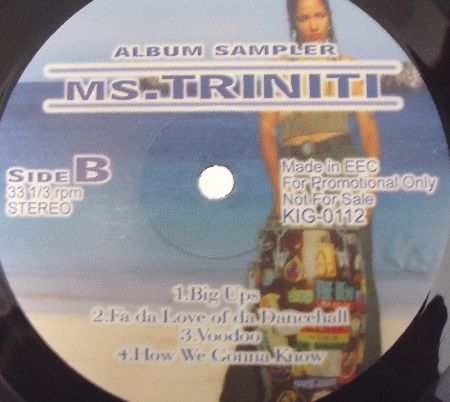 ALBUM SAMPLER
MS.TRINITI
SIDE B
33 1/3 rpm
STEREO
Made in EEC
For Promotional Only
Not For Sale
KIG-0112
1.Big Ups
2.Fa da Love of da Dancehall
3.Voodoo
4.How We Gonna Know